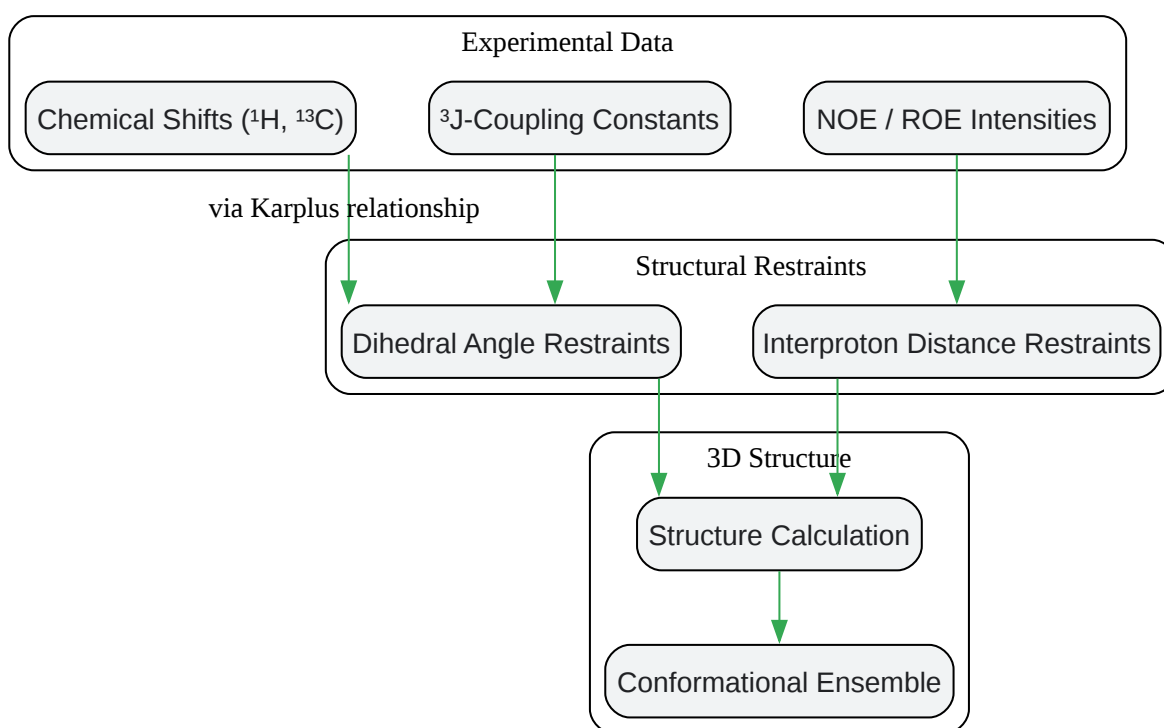 Experimental Data
Chemical Shifts (¹H, ¹³C)
³J-Coupling Constants
NOE / ROE Intensities
via Karplus relationship
Structural Restraints
Dihedral Angle Restraints
Interproton Distance Restraints
3D Structure
Structure Calculation
Conformational Ensemble